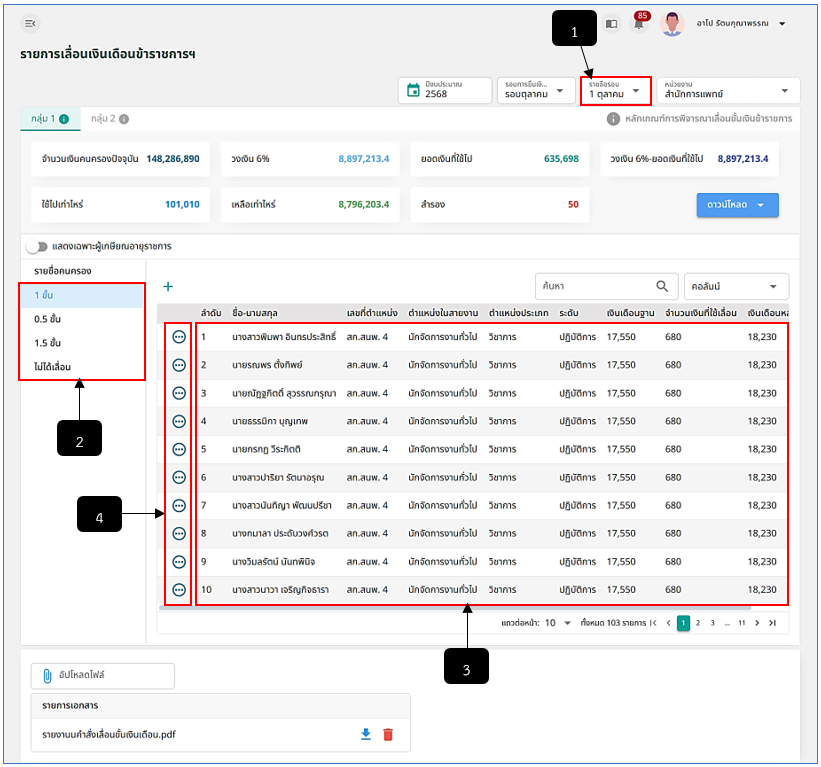 1
85
อาโป รัตนกุณาพรรณ
รายการเลื่อนเงินเดือนข้าราชการฯ
ปีงบประมาณ
2568
รอบการขึ้นเงิ...
รอบตุลาคม
รายชื่อรอบ
1 ตุลาคม
หน่วยงาน
สำนักการแพทย์
กลุ่ม 1
กลุ่ม 2
หลักเกณฑ์การพิจารณาเลื่อนขั้นเงินข้าราชการ
จำนวนเงินคนครองปัจจุบัน 148,286,890
วงเงิน 6% 8,897,213.4
ยอดเงินที่ใช้ไป 635,698
วงเงิน 6%-ยอดเงินที่ใช้ไป 8,897,213.4
ใช้ไปเท่าไหร่ 101,010
เหลือเท่าไหร่ 8,796,203.4
สำรอง 50
ดาวน์โหลด
แสดงเฉพาะผู้เกษียณอายุราชการ
รายชื่อคนครอง
1 ขั้น
0.5 ขั้น
1.5 ขั้น
ไม่ได้เลื่อน
2
4
+
ค้นหา
คอลัมน์
ลำดับ ชื่อ-นามสกุล เลขที่ตำแหน่ง ตำแหน่งในสายงาน ตำแหน่งประเภท ระดับ เงินเดือนฐาน จำนวนเงินที่ใช้เลื่อน เงินเดือนหล
1 นางสาวพิมพา อินทรประสิทธิ์ สก.สนพ. 4 นักจัดการงานทั่วไป วิชาการ ปฏิบัติการ 17,550 680 18,230
2 นายรณพร ตั้งทิพย์ สก.สนพ. 4 นักจัดการงานทั่วไป วิชาการ ปฏิบัติการ 17,550 680 18,230
3 นายณัฏฐกิตติ์ สุวรรณกรุณา สก.สนพ. 4 นักจัดการงานทั่วไป วิชาการ ปฏิบัติการ 17,550 680 18,230
4 นายธรรมิกา บุญเทพ สก.สนพ. 4 นักจัดการงานทั่วไป วิชาการ ปฏิบัติการ 17,550 680 18,230
5 นายกรกฎ วีระกิตติ สก.สนพ. 4 นักจัดการงานทั่วไป วิชาการ ปฏิบัติการ 17,550 680 18,230
6 นางสาวปาริยา รัตนาอรุณ สก.สนพ. 4 นักจัดการงานทั่วไป วิชาการ ปฏิบัติการ 17,550 680 18,230
7 นางสาวนันทิญา พัฒนปรีชา สก.สนพ. 4 นักจัดการงานทั่วไป วิชาการ ปฏิบัติการ 17,550 680 18,230
8 นางกมาลา ประดับวงศ์วรต สก.สนพ. 4 นักจัดการงานทั่วไป วิชาการ ปฏิบัติการ 17,550 680 18,230
9 นางวิมลรัตน์ นันทพินิจ สก.สนพ. 4 นักจัดการงานทั่วไป วิชาการ ปฏิบัติการ 17,550 680 18,230
10 นางสาวนาวา เจริญกิจธารา สก.สนพ. 4 นักจัดการงานทั่วไป วิชาการ ปฏิบัติการ 17,550 680 18,230
แถวต่อหน้า: 10 ทั้งหมด 103 รายการ 1 2 3 ... 11
3
อัปโหลดไฟล์
รายการเอกสาร
รายงานนคำสั่งเลื่อนขั้นเงินเดือน.pdf